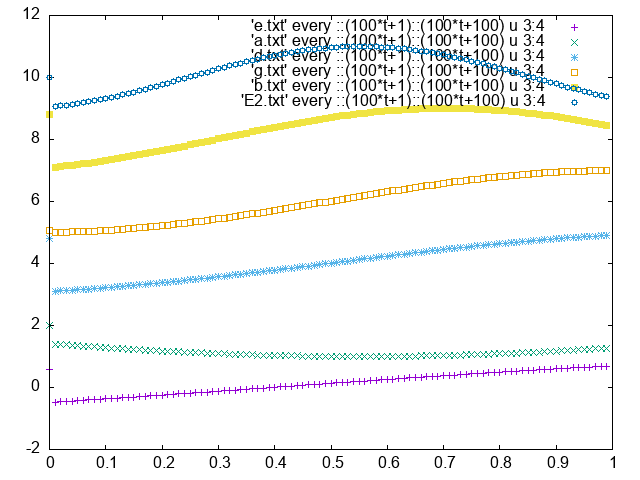 12
10
8
6
4
2
0
-2
'e.txt' every ::(100*t+1)::(100*t+100) u 3:4
'a.txt' every ::(100*t+1)::(100*t+100) u 3:4
'd.txt' every ::(100*t+1)::(100*t+100) u 3:4
'g.txt' every ::(100*t+1)::(100*t+100) u 3:4
'b.txt' every ::(100*t+1)::(100*t+100) u 3:4
'E2.txt' every ::(100*t+1)::(100*t+100) u 3:4
0 0.1 0.2 0.3 0.4 0.5 0.6 0.7 0.8 0.9 1